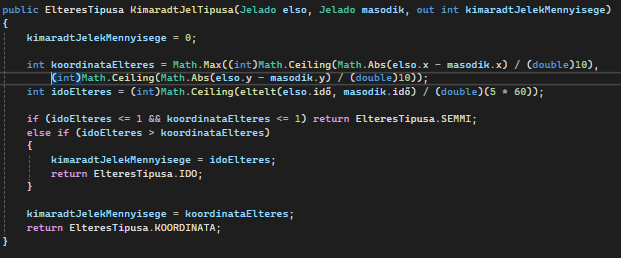 public ElteresTipusa KimaradtJelTipusa(Jelado elso, Jelado masodik, out int kimaradtJelekMennyisege)
{
    kimaradtJelekMennyisege = 0;

    int koordinataElteres = Math.Max((int)Math.Ceiling(Math.Abs(elso.x - masodik.x) / (double)10),
        (int)Math.Ceiling(Math.Abs(elso.y - masodik.y) / (double)10));
    int idoElteres = (int)Math.Ceiling(eltelt(elso.idő, masodik.idő) / (double)(5 * 60));

    if (idoElteres <= 1 && koordinataElteres <= 1) return ElteresTipusa.SEMMI;
    else if (idoElteres > koordinataElteres)
    {
        kimaradtJelekMennyisege = idoElteres;
        return ElteresTipusa.IDO;
    }

    kimaradtJelekMennyisege = koordinataElteres;
    return ElteresTipusa.KOORDINATA;
}